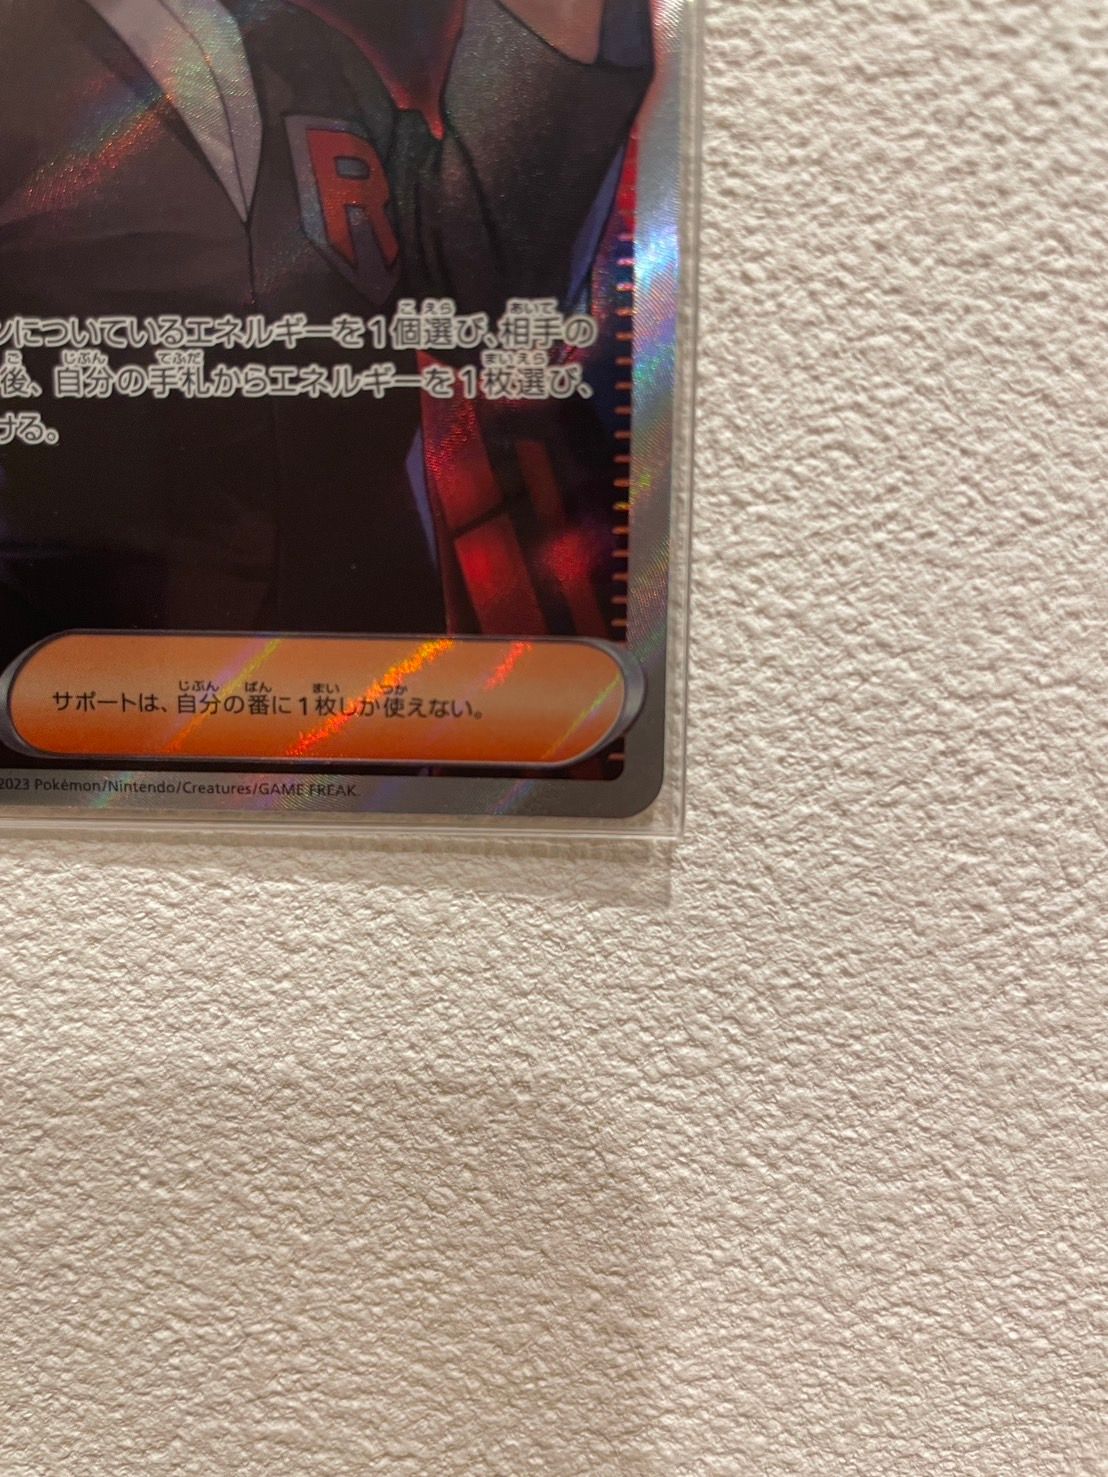 R
ンについているエネルギーを1個選び、相手の
後、自分の手札からエネルギーを1枚選び、
ける。
サポートは、自分の番に1枚しか使えない。
2023 Pokémon/Nintendo/Creatures/GAME FREAK.